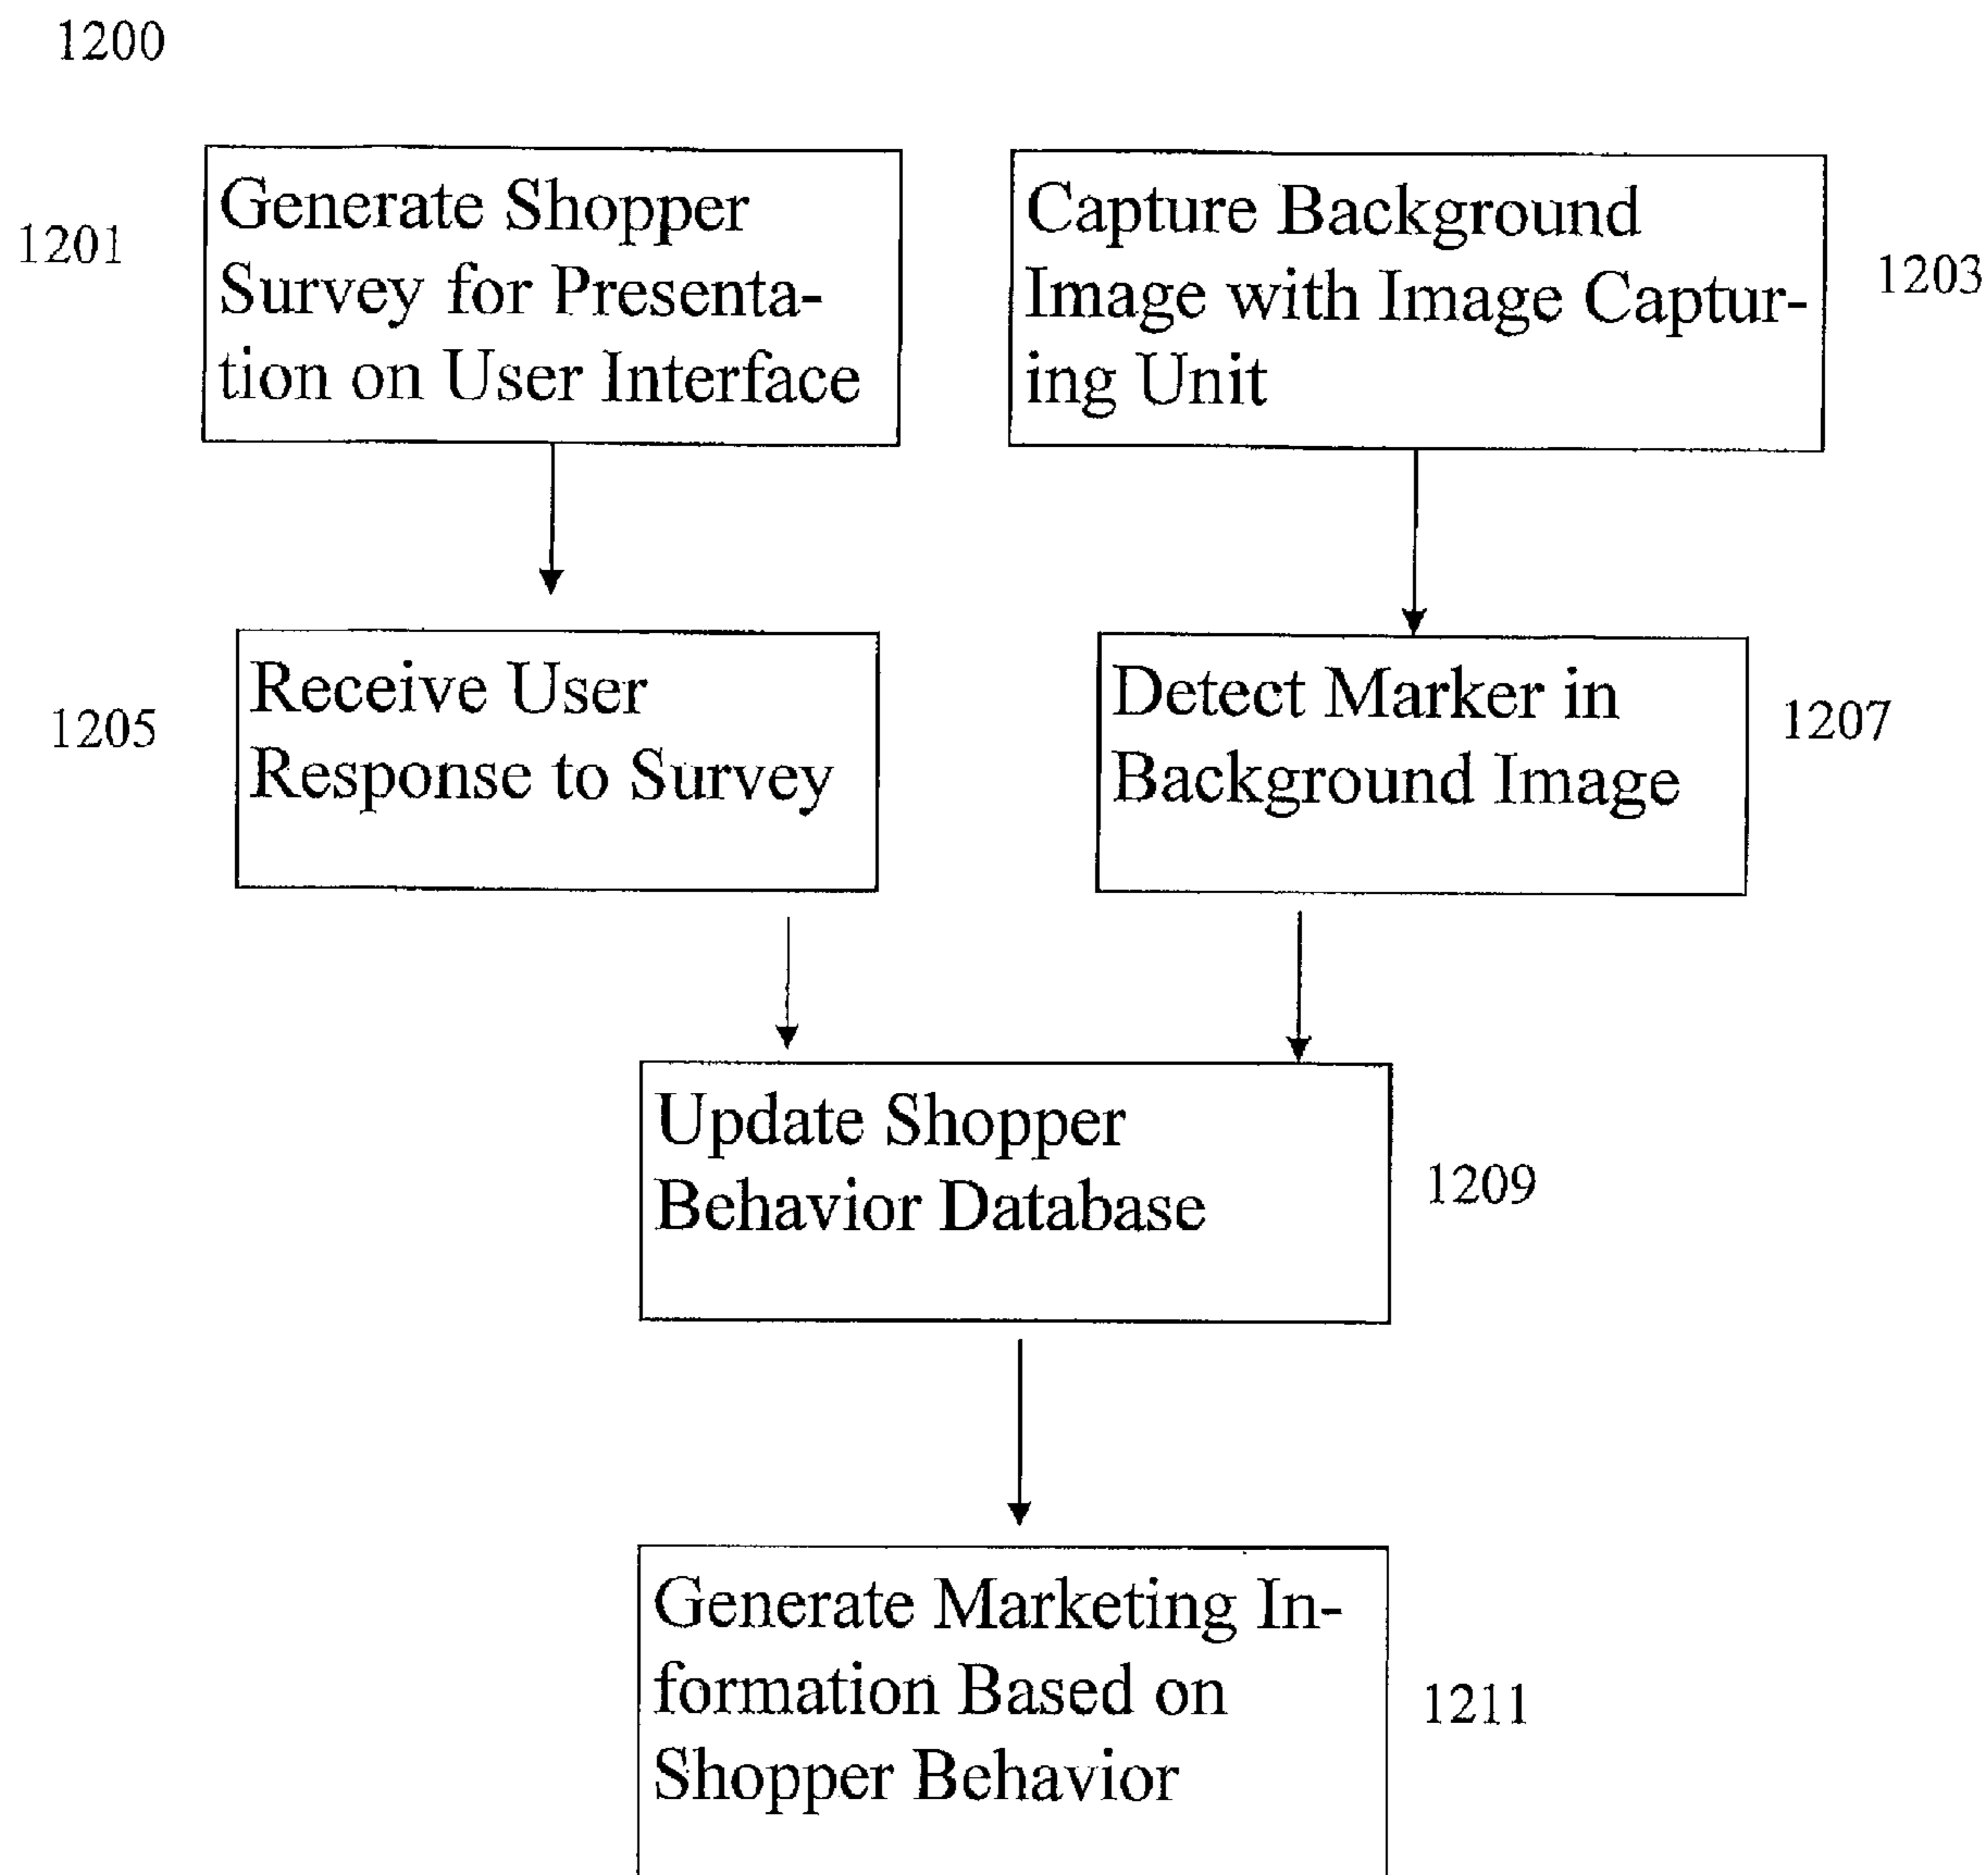 1200
1201
Generate Shopper
Survey for Presenta-
tion on User Interface
Capture Background
Image with Image Captur-
ing Unit
1203
1205
Receive User
Response to Survey
Detect Marker in
Background Image
1207
Update Shopper
Behavior Database
1209
Generate Marketing In-
formation Based on
Shopper Behavior
1211